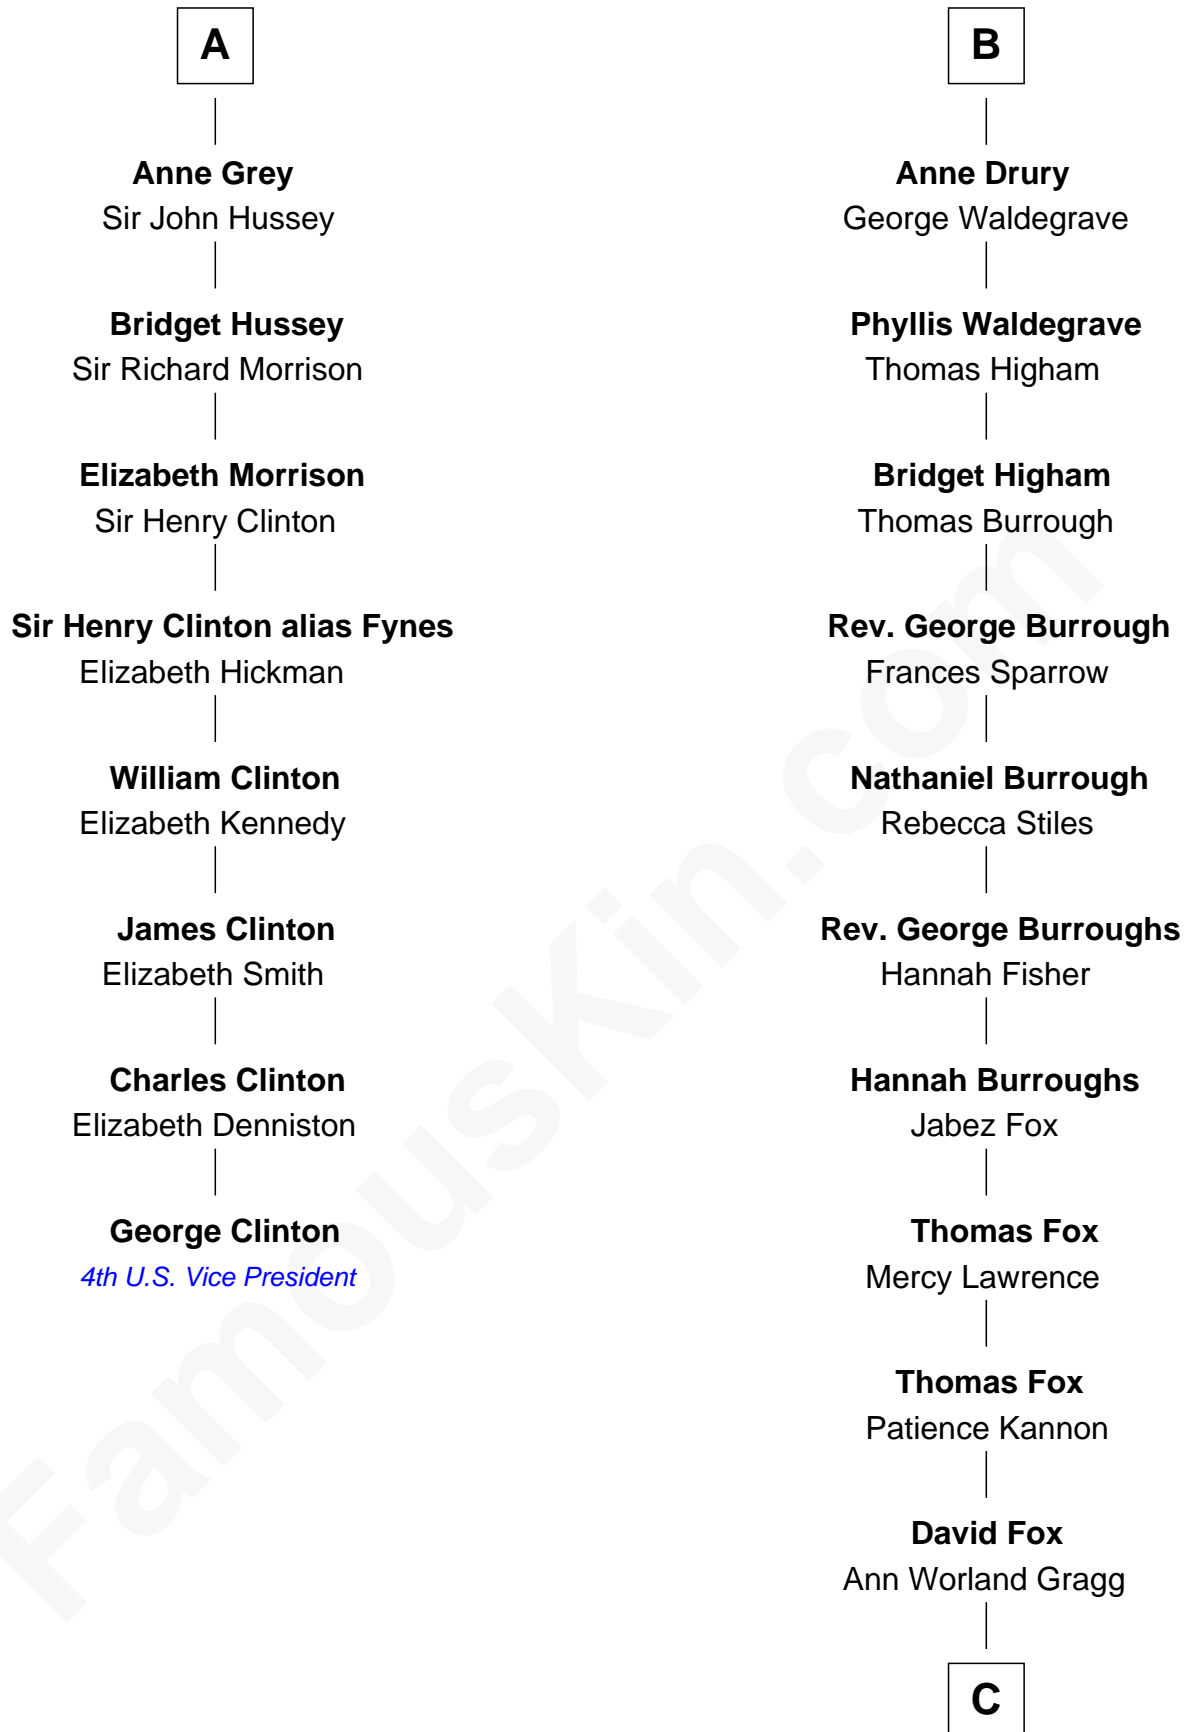 A
Anne Grey
Sir John Hussey
Bridget Hussey
Sir Richard Morrison
Elizabeth Morrison
Sir Henry Clinton
Sir Henry Clinton alias Fynes
Elizabeth Hickman
William Clinton
Elizabeth Kennedy
James Clinton
Elizabeth Smith
Charles Clinton
Elizabeth Denniston
George Clinton
4th U.S. Vice President
B
Anne Drury
George Waldegrave
Phyllis Waldegrave
Thomas Higham
Bridget Higham
Thomas Burrough
Rev. George Burrough
Frances Sparrow
Nathaniel Burrough
Rebecca Stiles
Rev. George Burroughs
Hannah Fisher
Hannah Burroughs
Jabez Fox
Thomas Fox
Mercy Lawrence
Thomas Fox
Patience Kannon
David Fox
Ann Worland Gragg
C
FamousKin.com